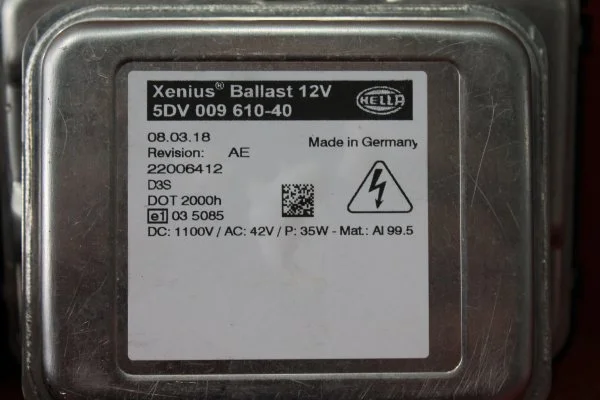 Xenius® Ballast 12V
5DV 009 610-40
HELLA
08.03.18
Made in Germany
Revision: AE
22006412
D3S
DOT 2000h
e1 03 5085
DC: 1100V / AC: 42V / P: 35W - Mat.: Al 99.5